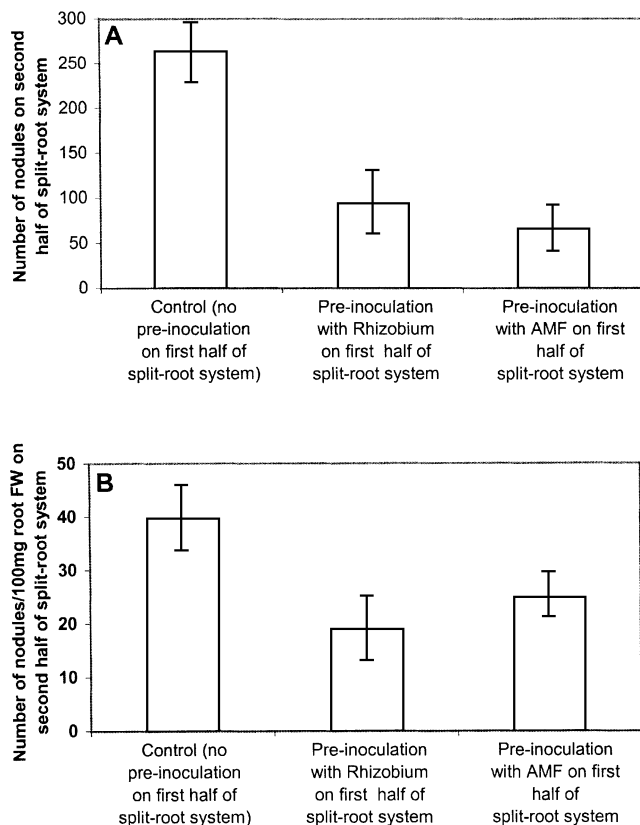 Number of nodules on second
half of split-root system
A
300
250
200
150
100
50
0
Control (no
pre-inoculation
on first half of
split-root system)
Pre-inoculation
with Rhizobium
on first half of
split-root system
Pre-inoculation
with AMF on first
half of
split-root system
Number of nodules/100mg root FW on
second half of split-root system
B
50
40
30
20
10
0
Control (no
pre-inoculation
on first half of
split-root system)
Pre-inoculation
with Rhizobium
on first half of
split-root system
Pre-inoculation
with AMF on first
half of
split-root system